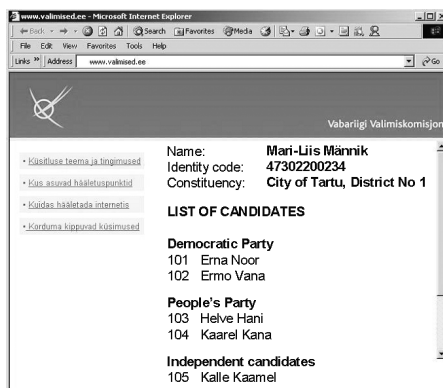 www.valimised.ee - Microsoft Internet Explorer
Back Search Favorites Media
File Edit View Favorites Tools Help
Links » Address www.valimised.ee Go
Vabariigi Valimiskomisjon
• Küsitluse teema ja tingimused
• Kus asuvad hääletuspunktid
• Kuidas hääletada internetis
• Korduma kippuvad küsimused
Name: Mari-Liis Männik
Identity code: 47302200234
Constituency: City of Tartu, District No 1
LIST OF CANDIDATES
Democratic Party
101 Erna Noor
102 Ermo Vana
People's Party
103 Helve Hani
104 Kaarel Kana
Independent candidates
105 Kalle Kaamel